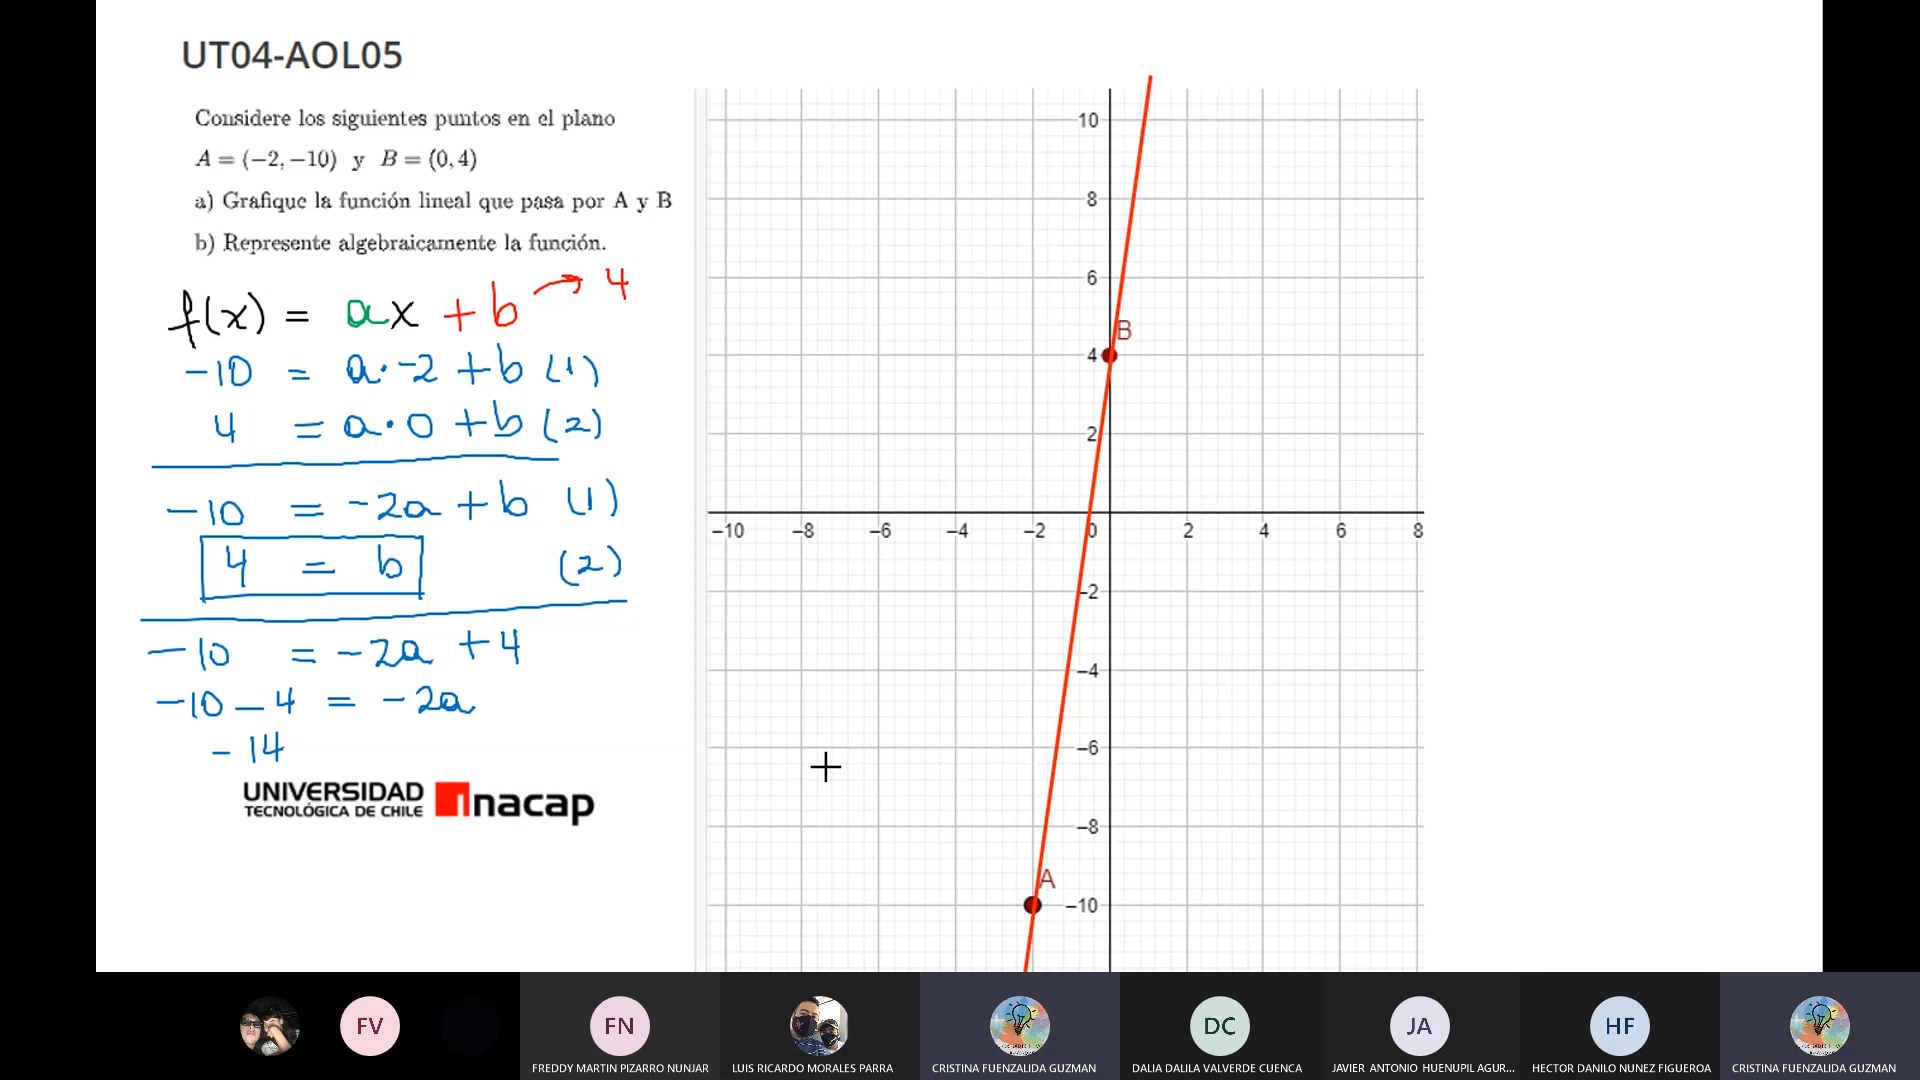 UT04-AOL05
Considere los siguientes puntos en el plano
A = (−2, −10) y B = (0, 4)
a) Grafique la función lineal que pasa por A y B
b) Represente algebraicamente la función.
f(x) = ax + b → 4
-10 = a·-2 + b (1)
4 = a·0 + b (2)
-10 = -2a + b (1)
4 = b (2)
-10 = -2a + 4
-10 - 4 = -2a
-14
UNIVERSIDAD
TECNOLÓGICA DE CHILE
inacap
10
8
6
B
4
2
−10 −8 −6 −4 −2 0 2 4 6 8
−2
−4
−6
−8
A
−10
FV
FN
DC
JA
HF
FREDDY MARTIN PIZARRO NUNJAR
LUIS RICARDO MORALES PARRA
CRISTINA FUENZALIDA GUZMAN
DALIA DALILA VALVERDE CUENCA
JAVIER ANTONIO HUENUPIL AGUR...
HECTOR DANILO NUNEZ FIGUEROA
CRISTINA FUENZALIDA GUZMAN